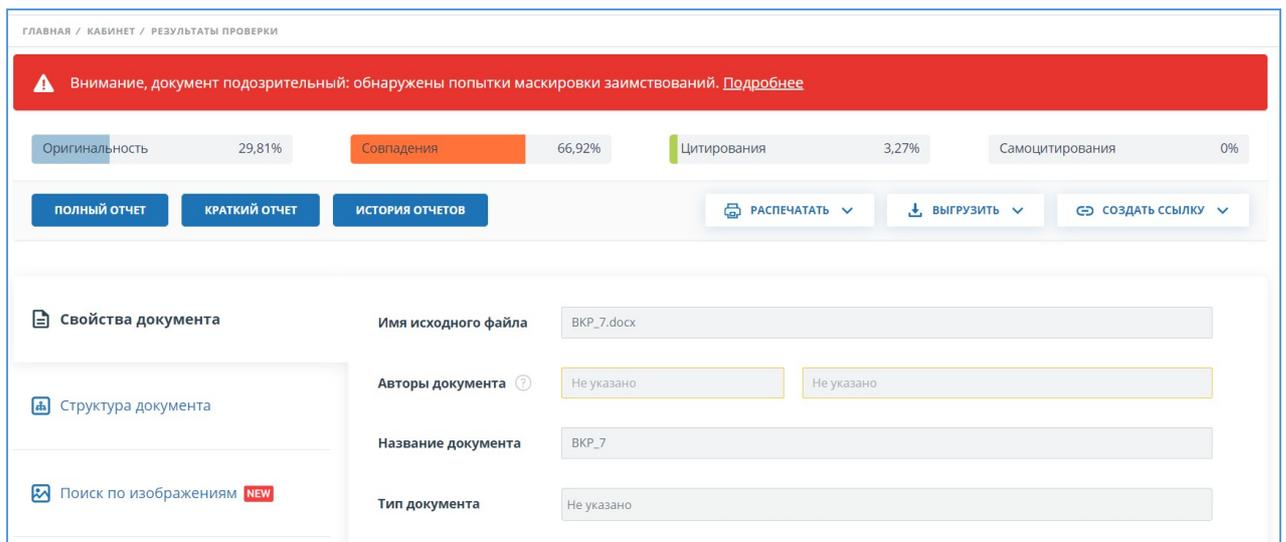 ГЛАВНАЯ / КАБИНЕТ / РЕЗУЛЬТАТЫ ПРОВЕРКИ
Внимание, документ подозрительный: обнаружены попытки маскировки заимствований. Подробнее
Оригинальность 29,81%
Совпадения 66,92%
Цитирования 3,27%
Самоцитирования 0%
ПОЛНЫЙ ОТЧЕТ
КРАТКИЙ ОТЧЕТ
ИСТОРИЯ ОТЧЕТОВ
РАСПЕЧАТАТЬ
ВЫГРУЗИТЬ
СОЗДАТЬ ССЫЛКУ
Свойства документа
Структура документа
Поиск по изображениям NEW
Имя исходного файла ВКР_7.docx
Авторы документа ? Не указано Не указано
Название документа ВКР_7
Тип документа Не указано